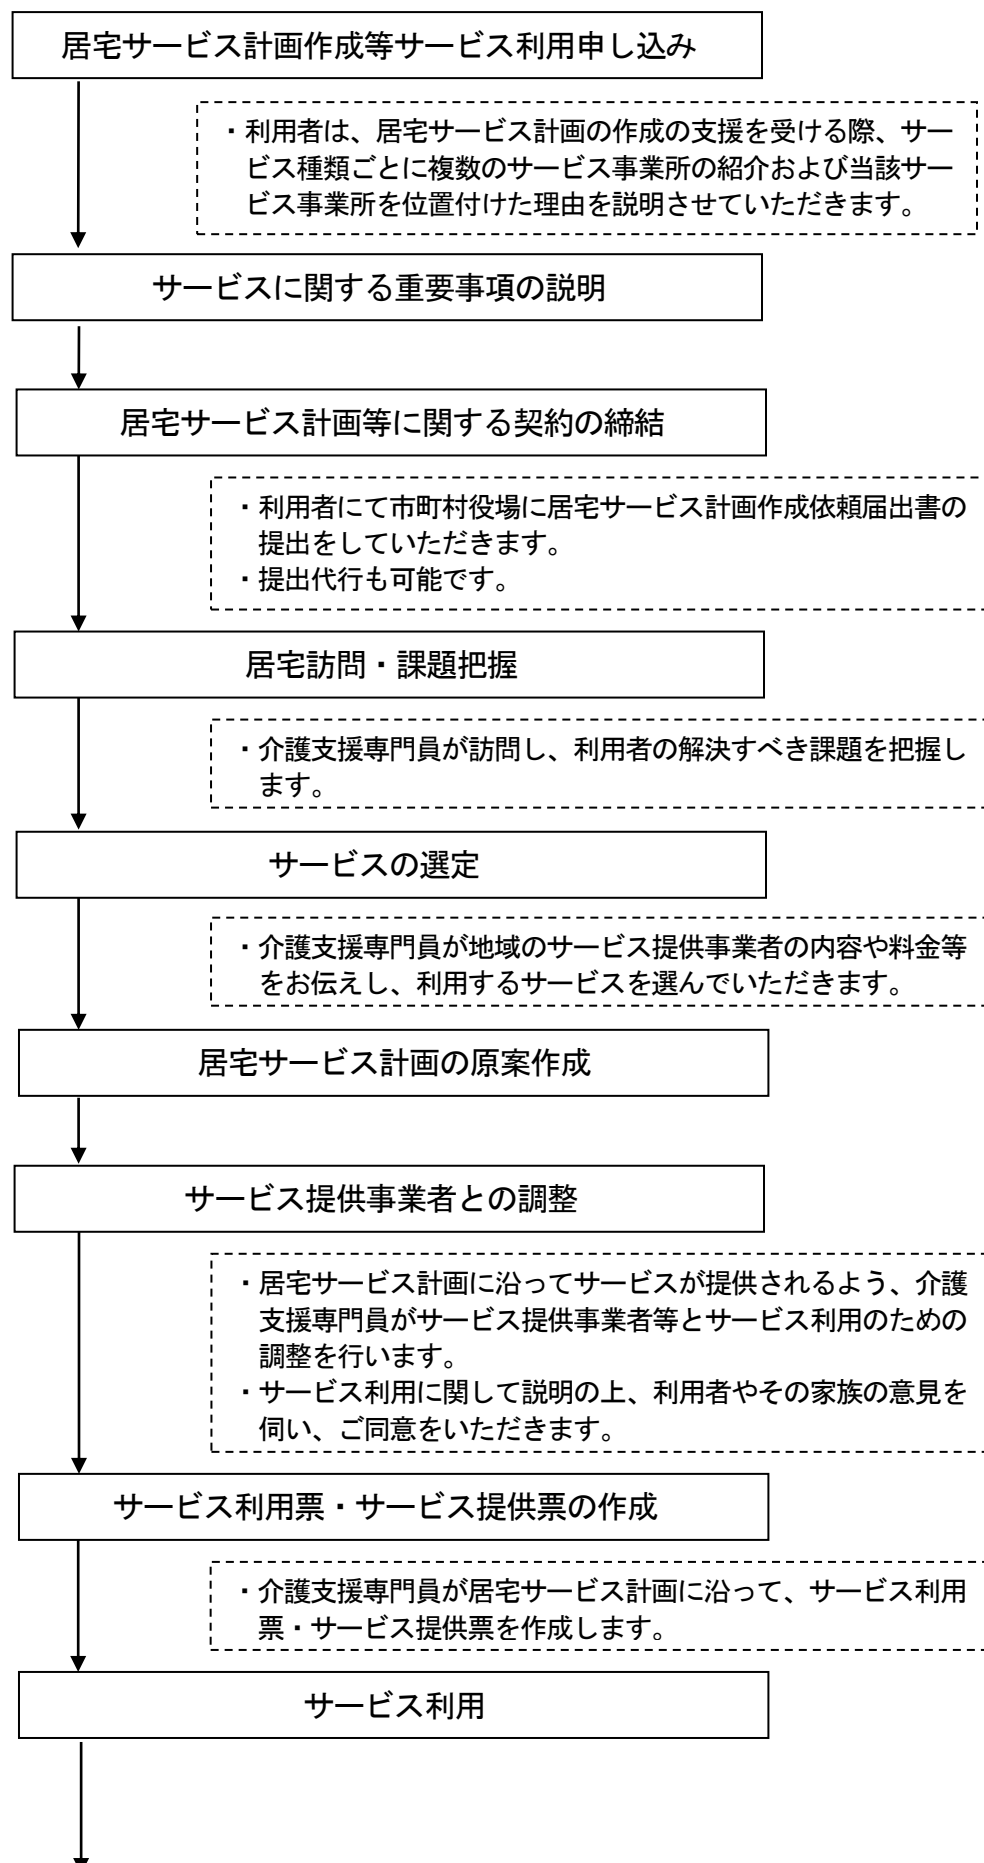 居宅サービス計画作成等サービス利用申し込み
・利用者は、居宅サービス計画の作成の支援を受ける際、サー
ビス種類ごとに複数のサービス事業所の紹介および当該サー
ビス事業所を位置付けた理由を説明させていただきます。
サービスに関する重要事項の説明
居宅サービス計画等に関する契約の締結
・利用者にて市町村役場に居宅サービス計画作成依頼届出書の
提出をしていただきます。
・提出代行も可能です。
居宅訪問・課題把握
・介護支援専門員が訪問し、利用者の解決すべき課題を把握し
ます。
サービスの選定
・介護支援専門員が地域のサービス提供事業者の内容や料金等
をお伝えし、利用するサービスを選んでいただきます。
居宅サービス計画の原案作成
サービス提供事業者との調整
・居宅サービス計画に沿ってサービスが提供されるよう、介護
支援専門員がサービス提供事業者等とサービス利用のための
調整を行います。
・サービス利用に関して説明の上、利用者やその家族の意見を
伺い、ご同意をいただきます。
サービス利用票・サービス提供票の作成
・介護支援専門員が居宅サービス計画に沿って、サービス利用
票・サービス提供票を作成します。
サービス利用